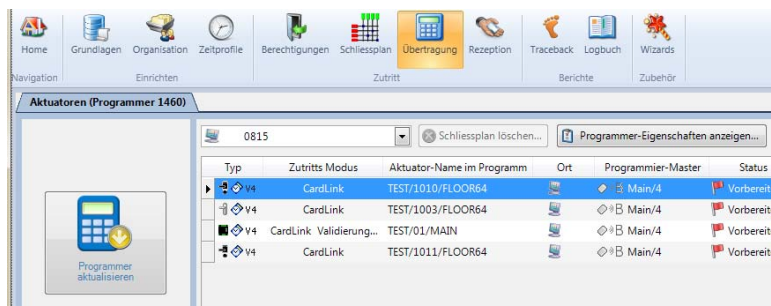 Home Grundlagen Organisation Zeitprofile Berechtigungen Schliessplan Übertragung Rezeption Traceback Logbuch Wizards
Navigation Einrichten Zutritt Berichte Zubehör
Aktuatoren (Programmer 1460)
0815 Schliessplan löschen... Programmer-Eigenschaften anzeigen...
Typ Zutritts Modus Aktuator-Name im Programm Ort Programmier-Master Status
V4 CardLink TEST/1010/FLOOR64 Main/4 Vorbereit
V4 CardLink TEST/1003/FLOOR64 B Main/4 Vorbereit
V4 CardLink Validierung... TEST/01/MAIN B Main/4 Vorbereit
V4 CardLink TEST/1011/FLOOR64 B Main/4 Vorbereit
Programmer
aktualisieren